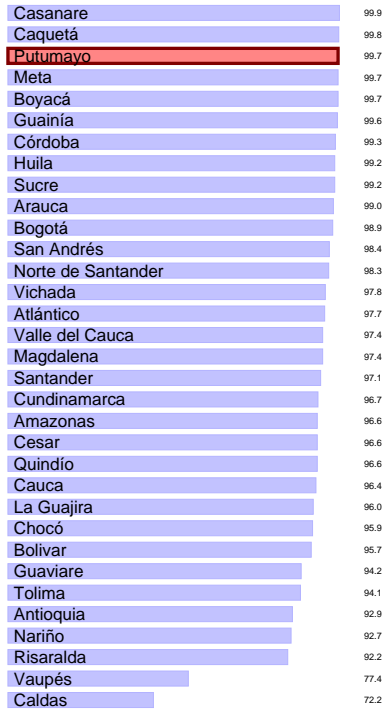 Casanare 99.9
Caquetá 99.8
Putumayo 99.7
Meta 99.7
Boyacá 99.7
Guainía 99.6
Córdoba 99.3
Huila 99.2
Sucre 99.2
Arauca 99.0
Bogotá 98.9
San Andrés 98.4
Norte de Santander 98.3
Vichada 97.8
Atlántico 97.7
Valle del Cauca 97.4
Magdalena 97.4
Santander 97.1
Cundinamarca 96.7
Amazonas 96.6
Cesar 96.6
Quindío 96.6
Cauca 96.4
La Guajira 96.0
Chocó 95.9
Bolivar 95.7
Guaviare 94.2
Tolima 94.1
Antioquia 92.9
Nariño 92.7
Risaralda 92.2
Vaupés 77.4
Caldas 72.2